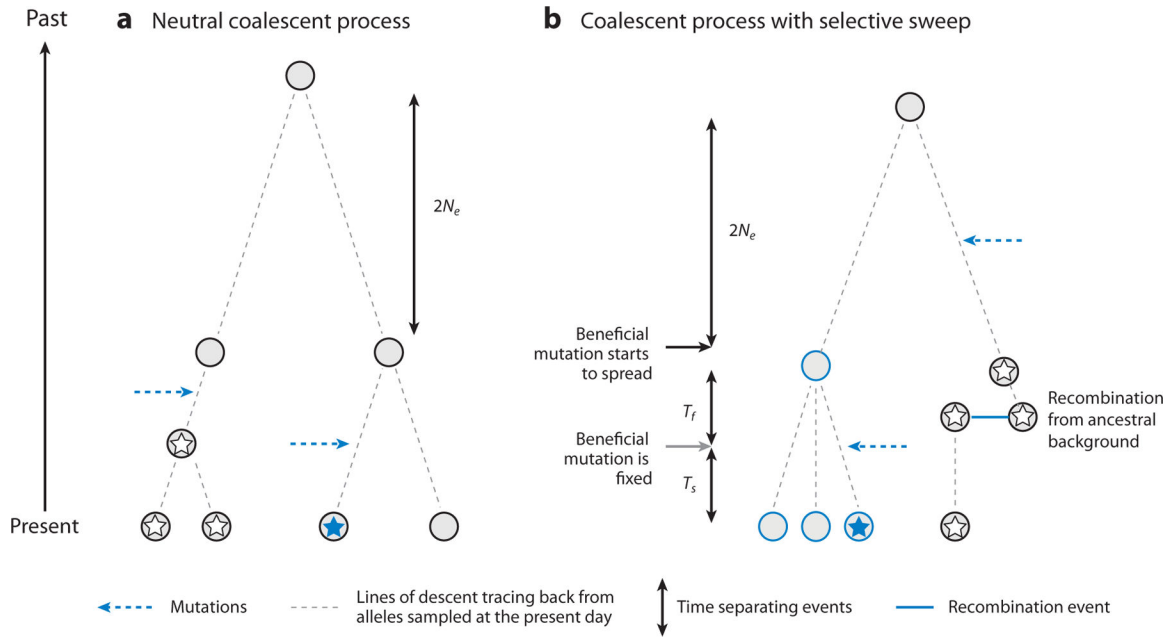 Past
a Neutral coalescent process
b Coalescent process with selective sweep
2Ne
2Ne
Beneficial
mutation starts
to spread
Tf
Beneficial
mutation is
fixed
Ts
Recombination
from ancestral
background
Present
Mutations
Lines of descent tracing back from
alleles sampled at the present day
Time separating events
Recombination event